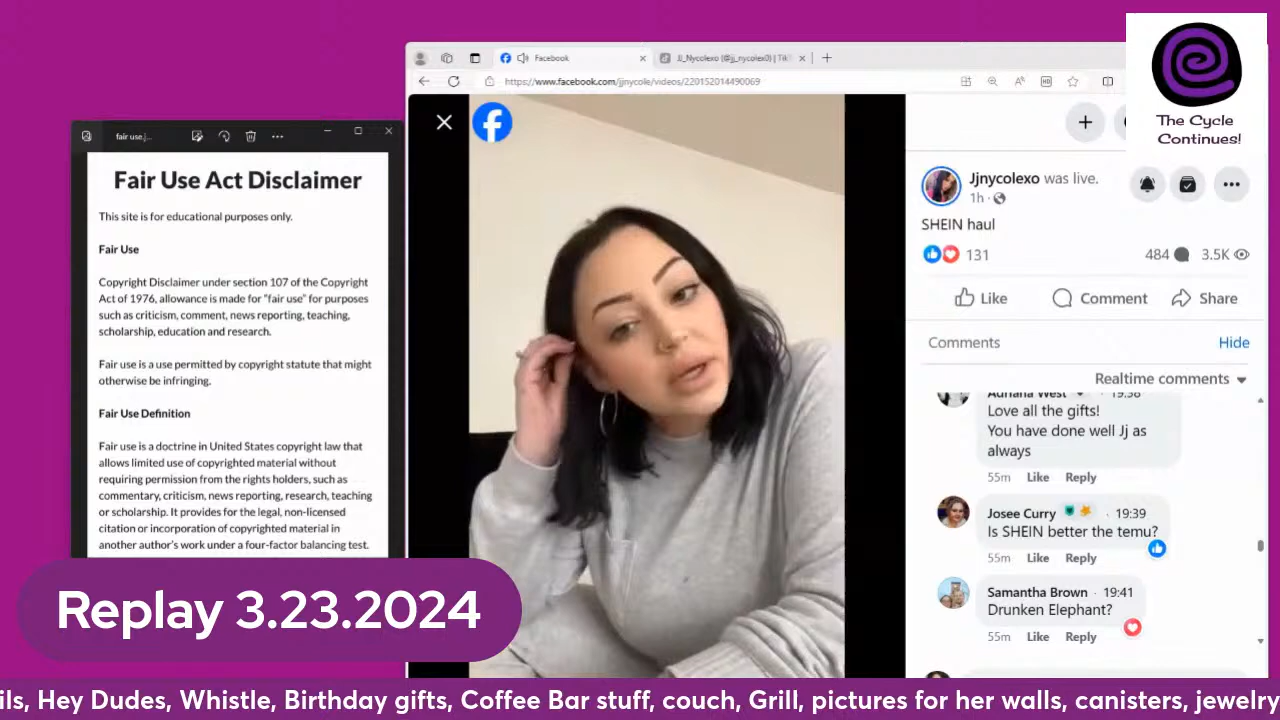 Facebook
JJ_Nycolexo (@jj_nycolex0) | Tik
https://www.facebook.com/jjnycole/videos/220152014490069
The Cycle
Continues!
fair use.j...
Fair Use Act Disclaimer
This site is for educational purposes only.
Fair Use
Copyright Disclaimer under section 107 of the Copyright
Act of 1976, allowance is made for "fair use" for purposes
such as criticism, comment, news reporting, teaching,
scholarship, education and research.
Fair use is a use permitted by copyright statute that might
otherwise be infringing.
Fair Use Definition
Fair use is a doctrine in United States copyright law that
allows limited use of copyrighted material without
requiring permission from the rights holders, such as
commentary, criticism, news reporting, research, teaching
or scholarship. It provides for the legal, non-licensed
citation or incorporation of copyrighted material in
another author's work under a four-factor balancing test.
Jjnycolexo was live.
1h
SHEIN haul
131
484
3.5K
Like
Comment
Share
Comments
Hide
Realtime comments
Adriana West 19:38
Love all the gifts!
You have done well Jj as
always
55m Like Reply
Josee Curry · 19:39
Is SHEIN better the temu?
55m Like Reply
Samantha Brown · 19:41
Drunken Elephant?
55m Like Reply
Replay 3.23.2024
ils, Hey Dudes, Whistle, Birthday gifts, Coffee Bar stuff, couch, Grill, pictures for her walls, canisters, jewelry